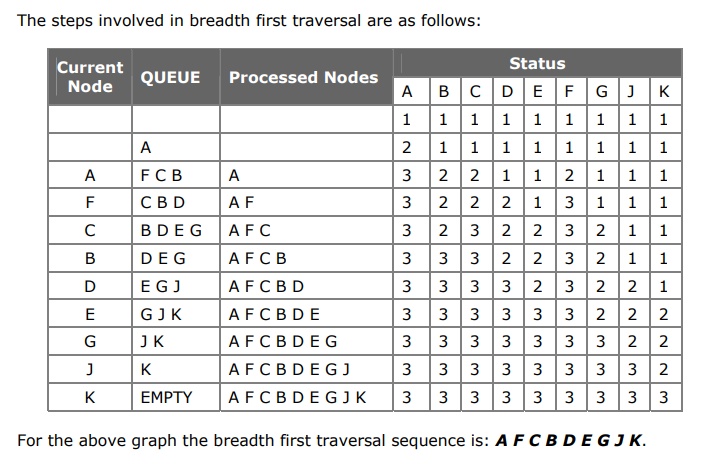 The steps involved in breadth first traversal are as follows:
Current Node QUEUE Processed Nodes Status
A B C D E F G J K
1 1 1 1 1 1 1 1 1
A 2 1 1 1 1 1 1 1 1
A F C B A 3 2 2 1 1 2 1 1 1
F C B D A F 3 2 2 2 1 3 1 1 1
C B D E G A F C 3 2 3 2 2 3 2 1 1
B D E G A F C B 3 3 3 2 2 3 2 1 1
D E G J A F C B D 3 3 3 3 2 3 2 2 1
E G J K A F C B D E 3 3 3 3 3 3 2 2 2
G J K A F C B D E G 3 3 3 3 3 3 3 2 2
J K A F C B D E G J 3 3 3 3 3 3 3 3 2
K EMPTY A F C B D E G J K 3 3 3 3 3 3 3 3 3
For the above graph the breadth first traversal sequence is: A F C B D E G J K.